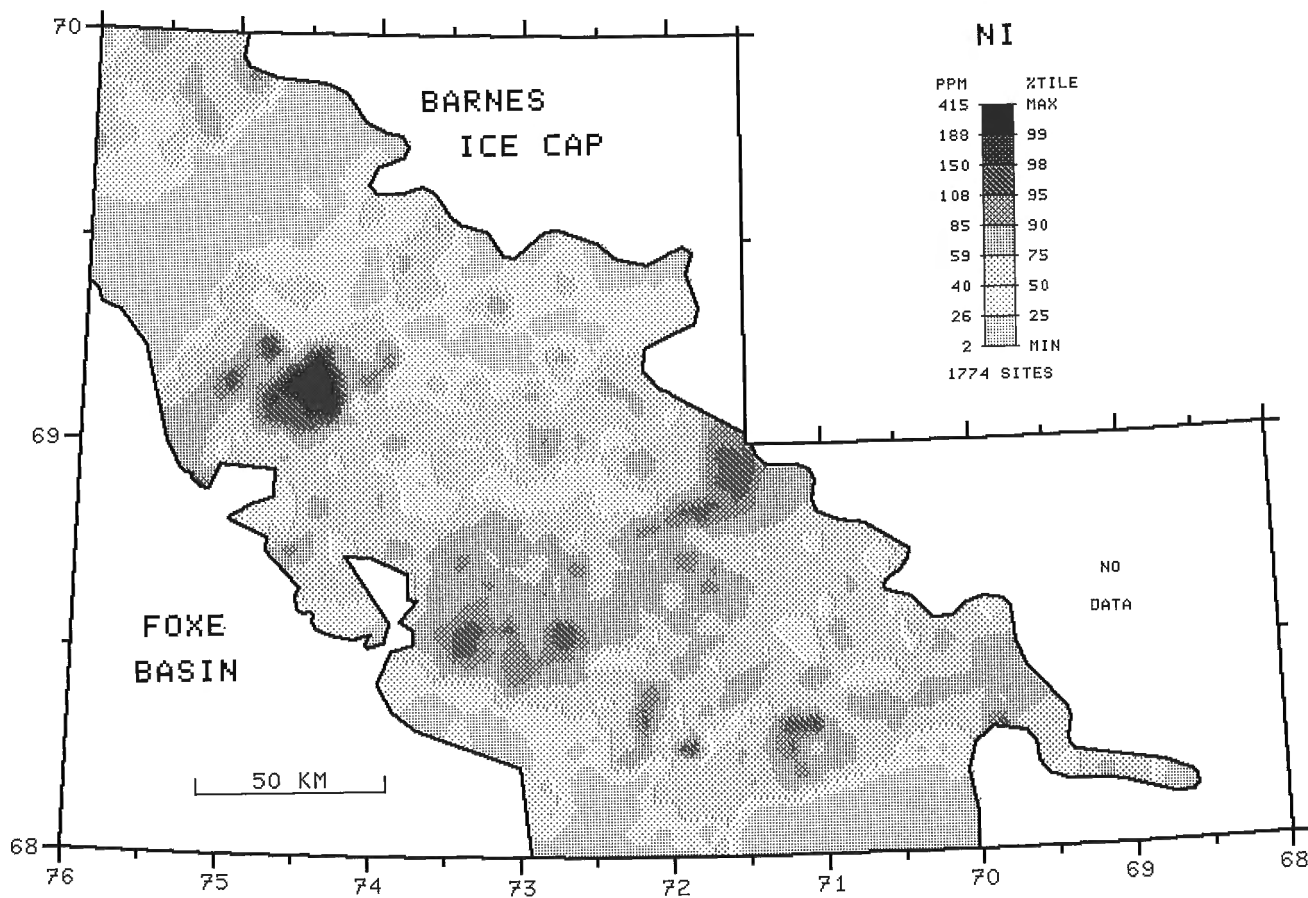 70
NI
PPM %TILE
415 MAX
188 99
150 98
108 95
85 90
59 75
40 50
26 25
2 MIN
1774 SITES
BARNES
ICE CAP
69
NO
DATA
FOXE
BASIN
50 KM
68
76 75 74 73 72 71 70 69 68